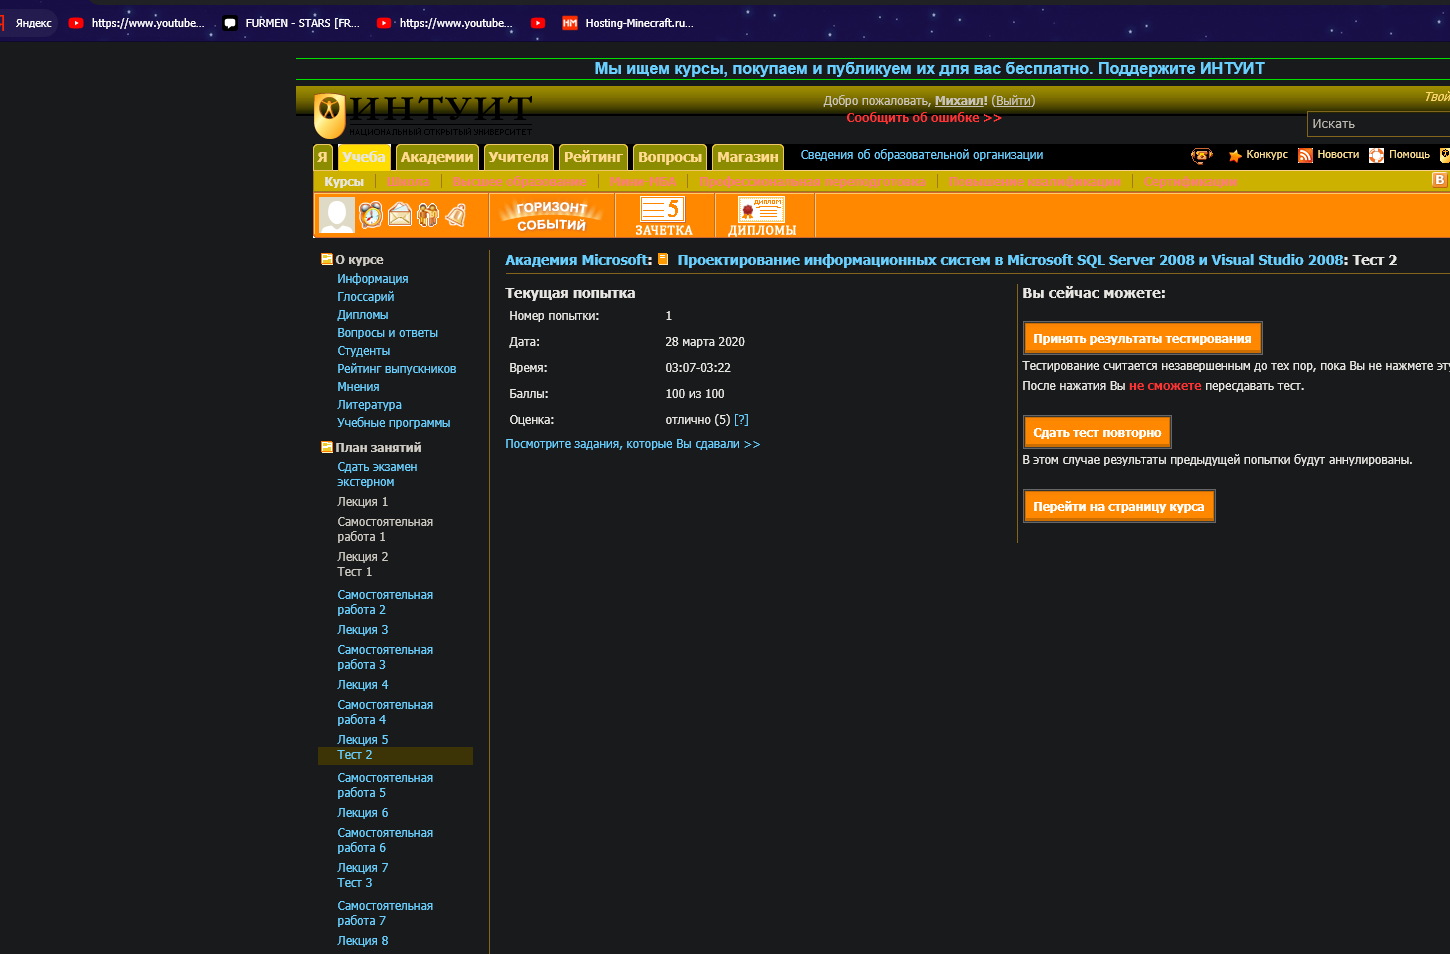 Яндекс
https://www.youtube...
FURMEN - STARS [FR...
https://www.youtube...
HM
Hosting-Minecraft.ru...
Мы ищем курсы, покупаем и публикуем их для вас бесплатно. Поддержите ИНТУИТ
ИНТУИТ
НАЦИОНАЛЬНЫЙ ОТКРЫТЫЙ УНИВЕРСИТЕТ
Добро пожаловать, Михаил! (Выйти)
Твой
Сообщить об ошибке >>
Искать
Я
Учеба
Академии
Учителя
Рейтинг
Вопросы
Магазин
Сведения об образовательной организации
Конкурс
Новости
Помощь
Курсы
B
ГОРИЗОНТ
СОБЫТИЙ
5
ЗАЧЕТКА
ДИПЛОМ
ДИПЛОМЫ
О курсе
Информация
Глоссарий
Дипломы
Вопросы и ответы
Студенты
Рейтинг выпускников
Мнения
Литература
Учебные программы
План занятий
Сдать экзамен
экстерном
Лекция 1
Самостоятельная
работа 1
Лекция 2
Тест 1
Самостоятельная
работа 2
Лекция 3
Самостоятельная
работа 3
Лекция 4
Самостоятельная
работа 4
Лекция 5
Тест 2
Самостоятельная
работа 5
Лекция 6
Самостоятельная
работа 6
Лекция 7
Тест 3
Самостоятельная
работа 7
Лекция 8
Академия Microsoft: Проектирование информационных систем в Microsoft SQL Server 2008 и Visual Studio 2008: Тест 2
Текущая попытка
Номер попытки: 1
Дата: 28 марта 2020
Время: 03:07-03:22
Баллы: 100 из 100
Оценка: отлично (5) [?]
Посмотрите задания, которые Вы сдавали >>
Вы сейчас можете:
Принять результаты тестирования
Тестирование считается незавершенным до тех пор, пока Вы не нажмете эту
После нажатия Вы не сможете пересдавать тест.
Сдать тест повторно
В этом случае результаты предыдущей попытки будут аннулированы.
Перейти на страницу курса